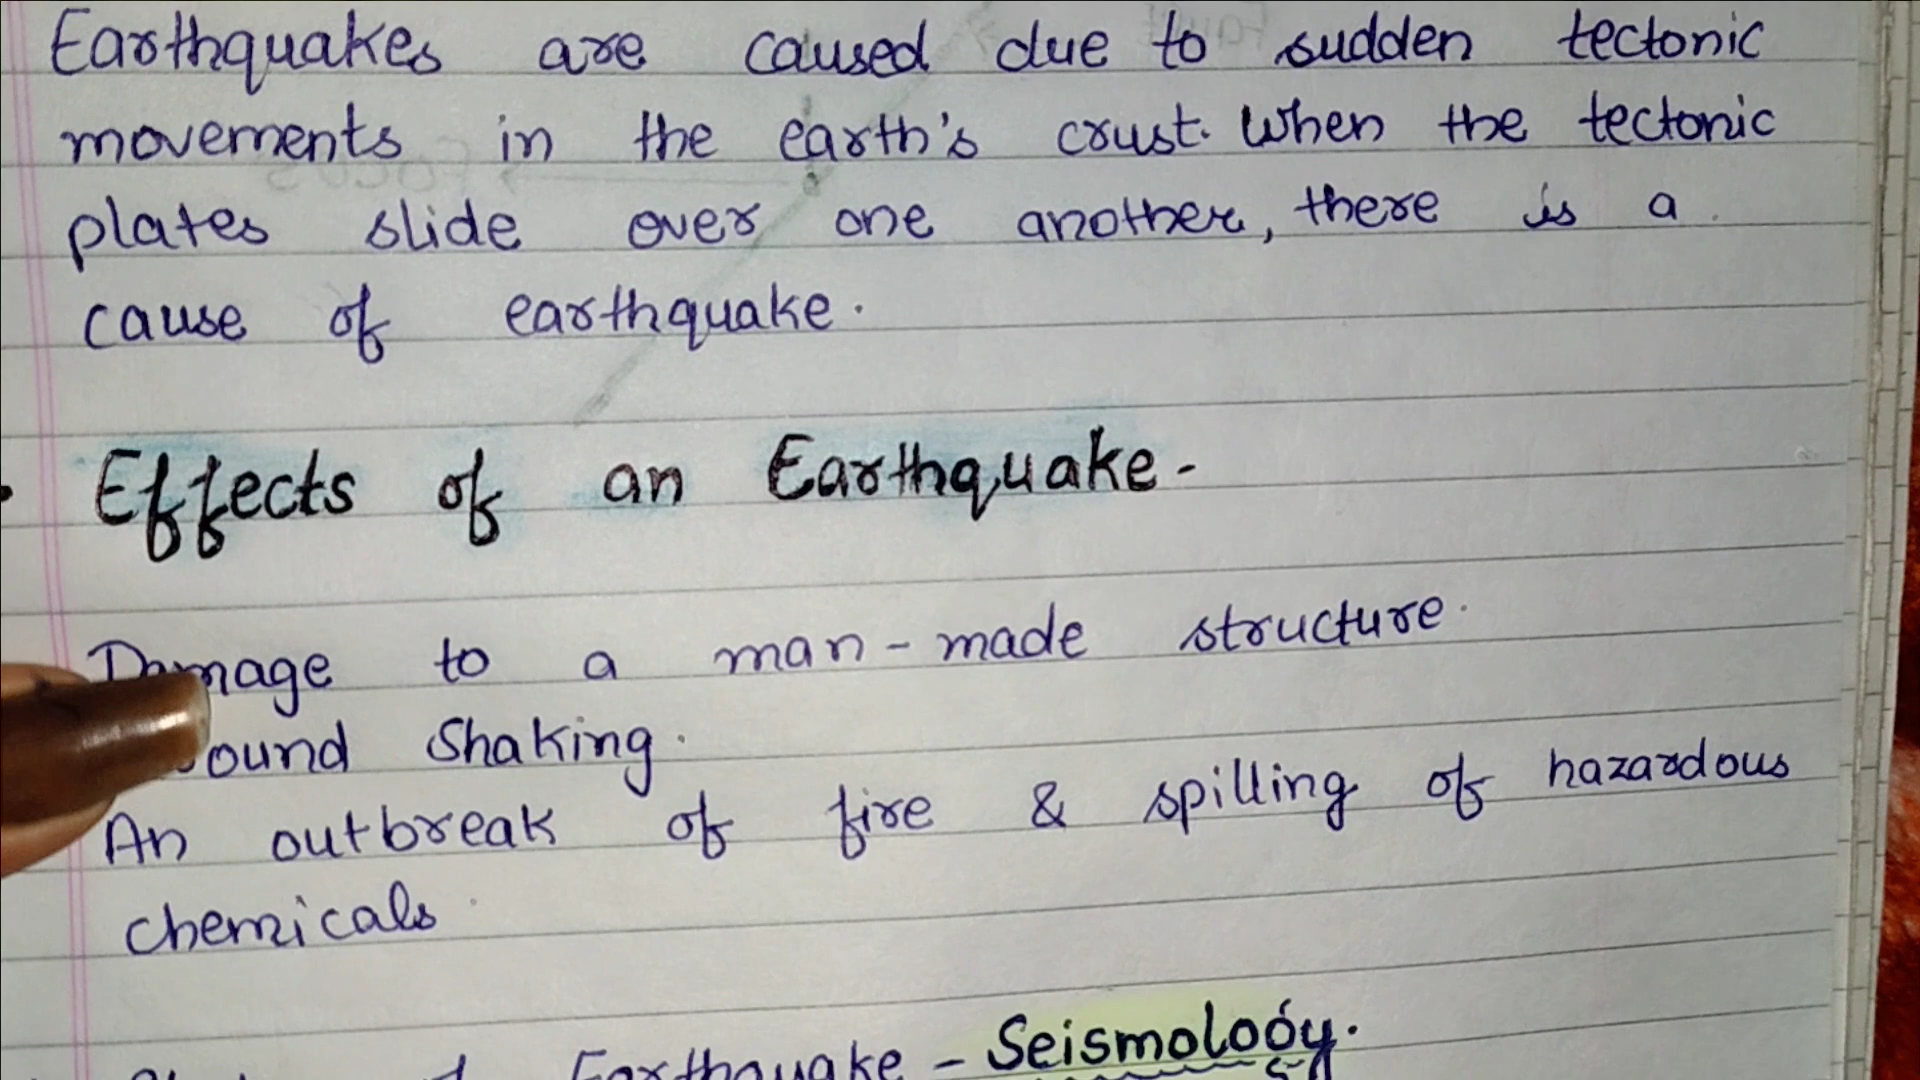 Earthquakes are caused due to sudden tectonic
movements in the earth's crust. When the tectonic
plates slide over one another, there is a
cause of earthquake.
Effects of an Earthquake -
Damage to a man-made structure.
Shaking.
An outbreak of fire & spilling of hazardous
chemicals.
Earthquake - Seismology.